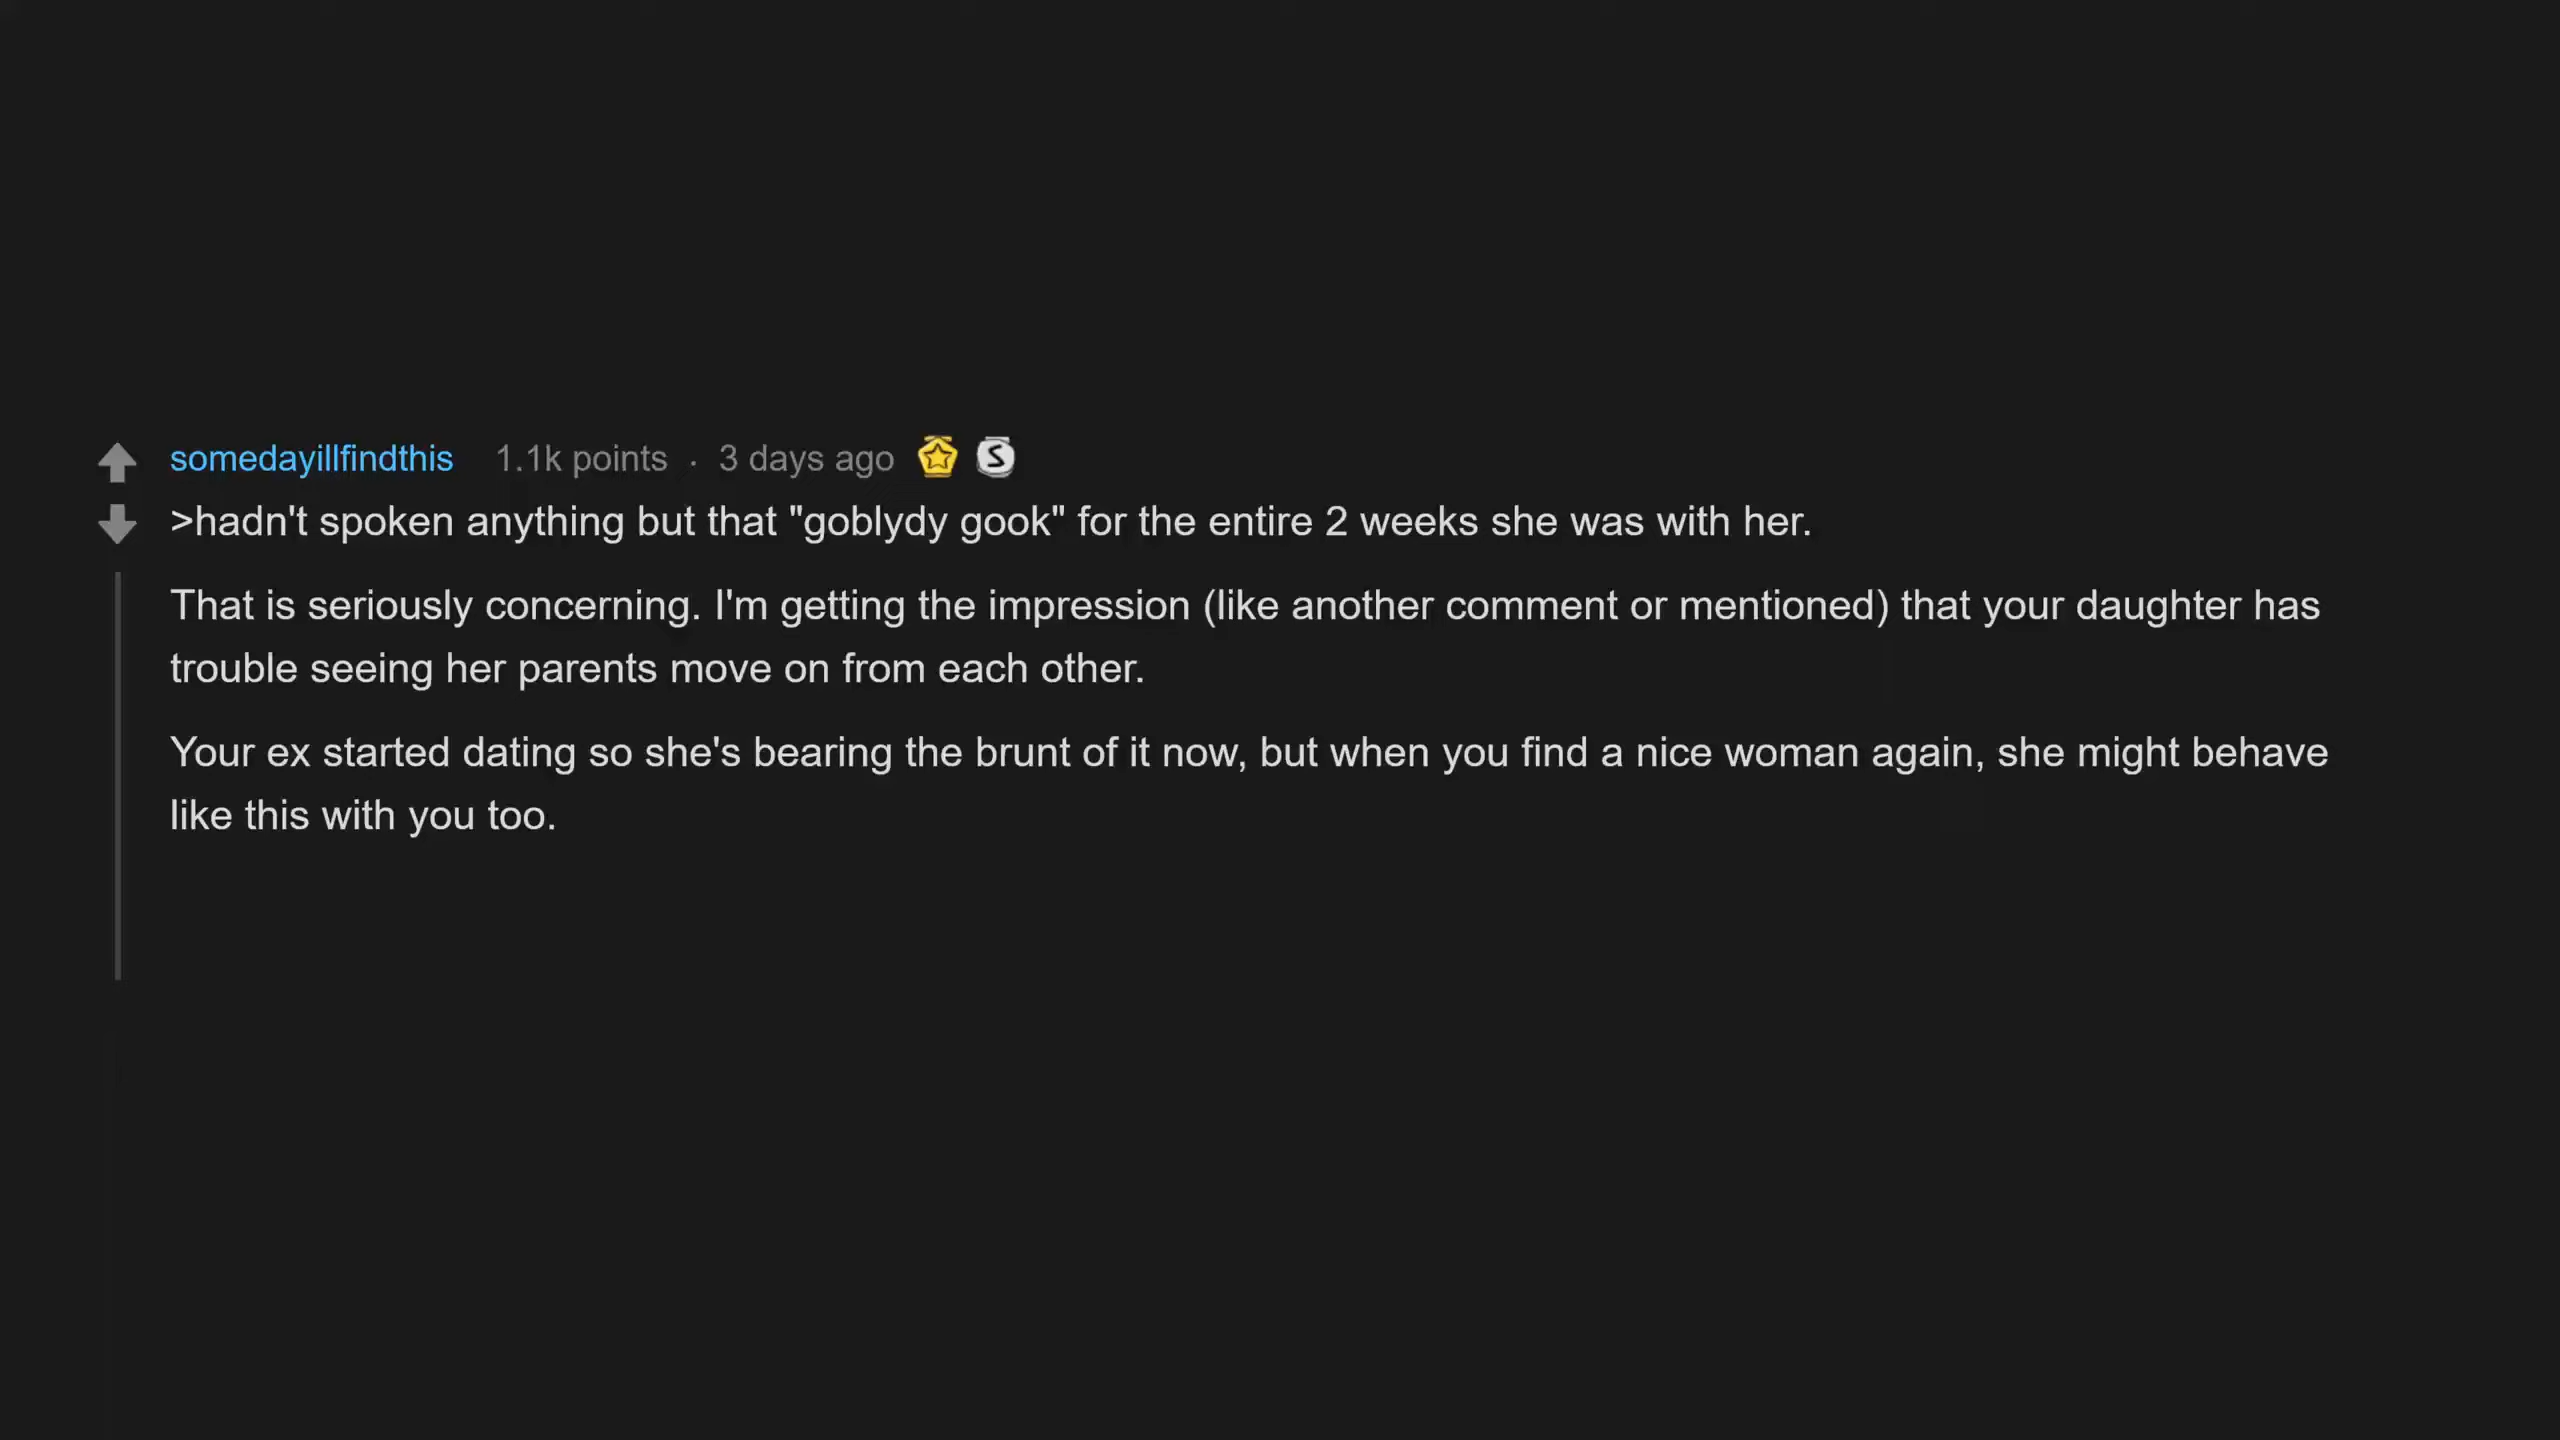 somedayillfindthis 1.1k points · 3 days ago
>hadn't spoken anything but that "goblydy gook" for the entire 2 weeks she was with her.
That is seriously concerning. I'm getting the impression (like another comment or mentioned) that your daughter has
trouble seeing her parents move on from each other.
Your ex started dating so she's bearing the brunt of it now, but when you find a nice woman again, she might behave
like this with you too.